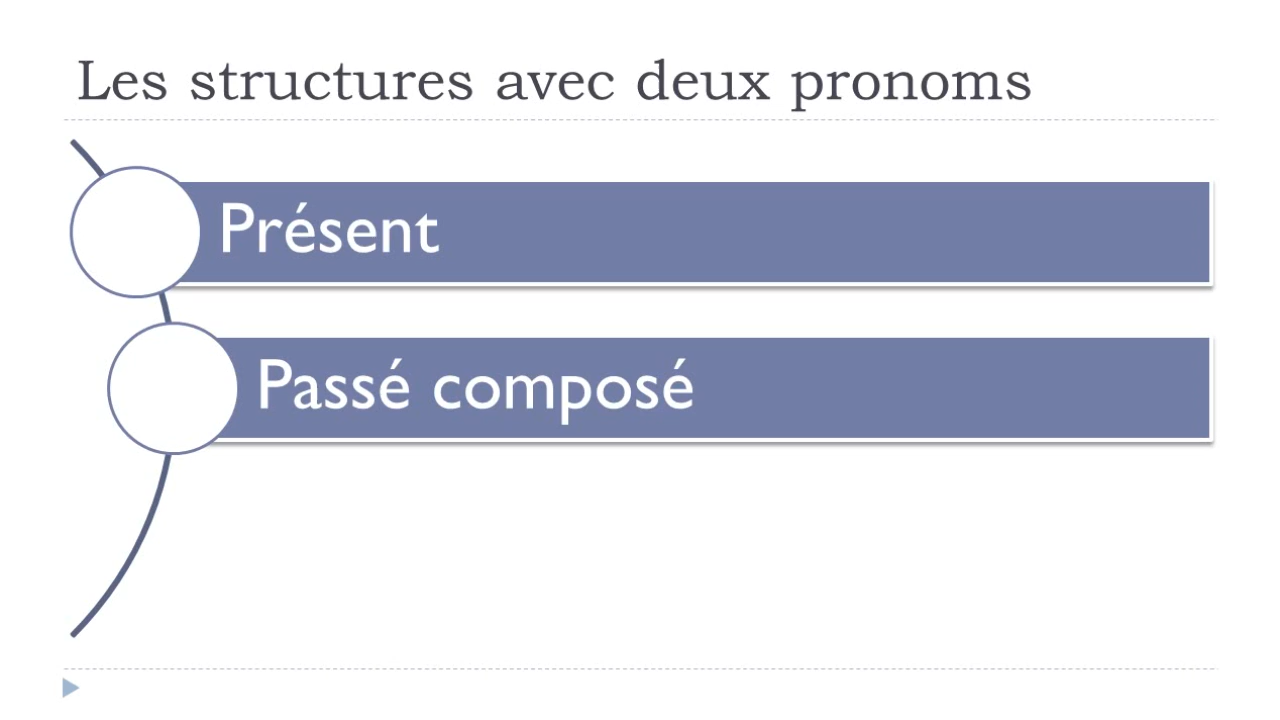 Les structures avec deux pronoms
Présent
Passé composé